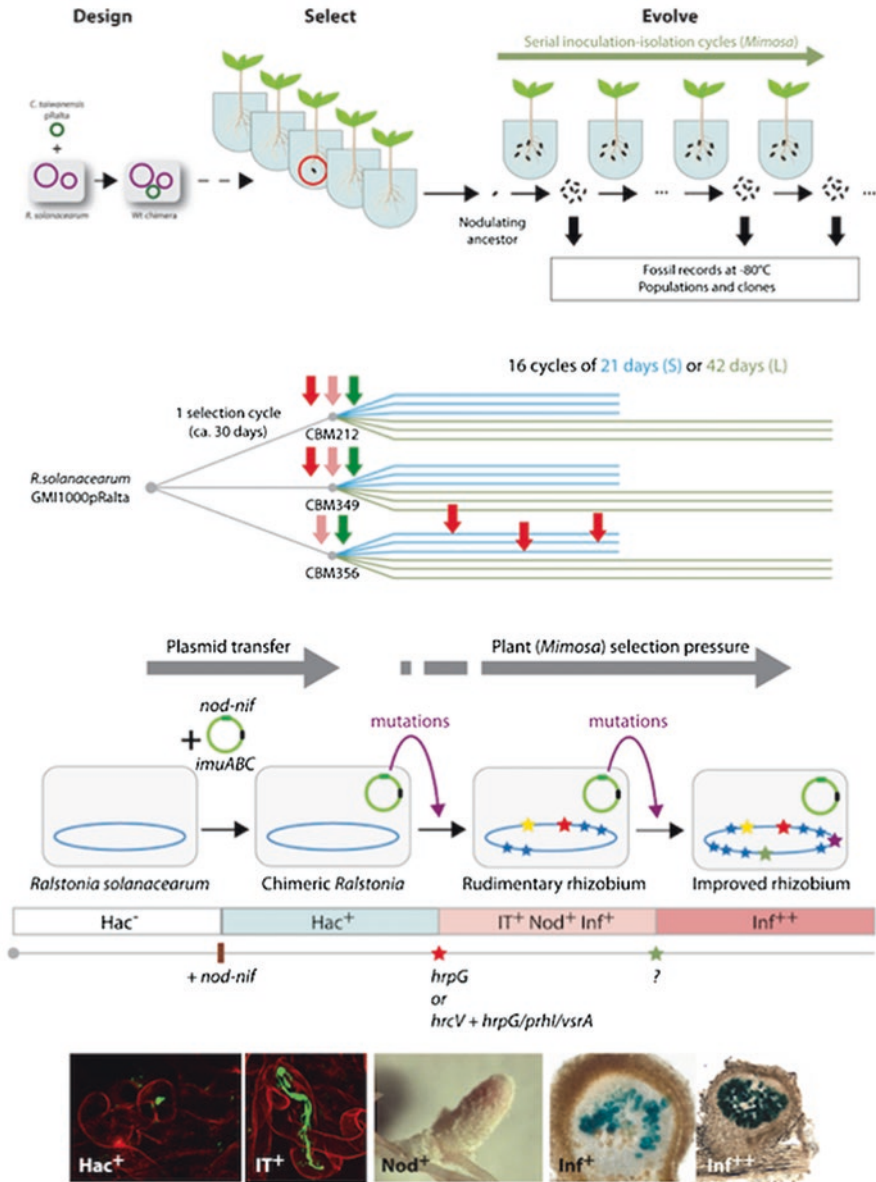 Design
Select
Evolve
Serial inoculation-isolation cycles (Mimosa)
C. taiwanensis
pRalta
+
R. solanacearum
Wt chimera
Nodulating
ancestor
...
...
Fossil records at -80°C
Populations and clones
16 cycles of 21 days (S) or 42 days (L)
1 selection cycle
(ca. 30 days)
CBM212
R.solanacearum
GMI1000pRalta
CBM349
CBM356
Plasmid transfer
Plant (Mimosa) selection pressure
nod-nif
+
imuABC
mutations
mutations
Ralstonia solanacearum
Chimeric Ralstonia
Rudimentary rhizobium
Improved rhizobium
Hac-
Hac+
IT+ Nod+ Inf+
Inf++
+ nod-nif
hrpG
or
hrcV + hrpG/prhI/vsrA
?
Hac+
IT+
Nod+
Inf+
Inf++